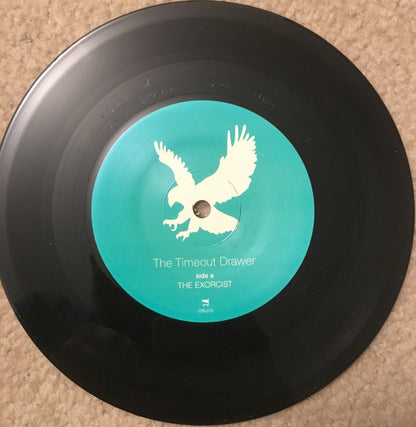 The Timeout Drawer
side a
THE EXORCIST